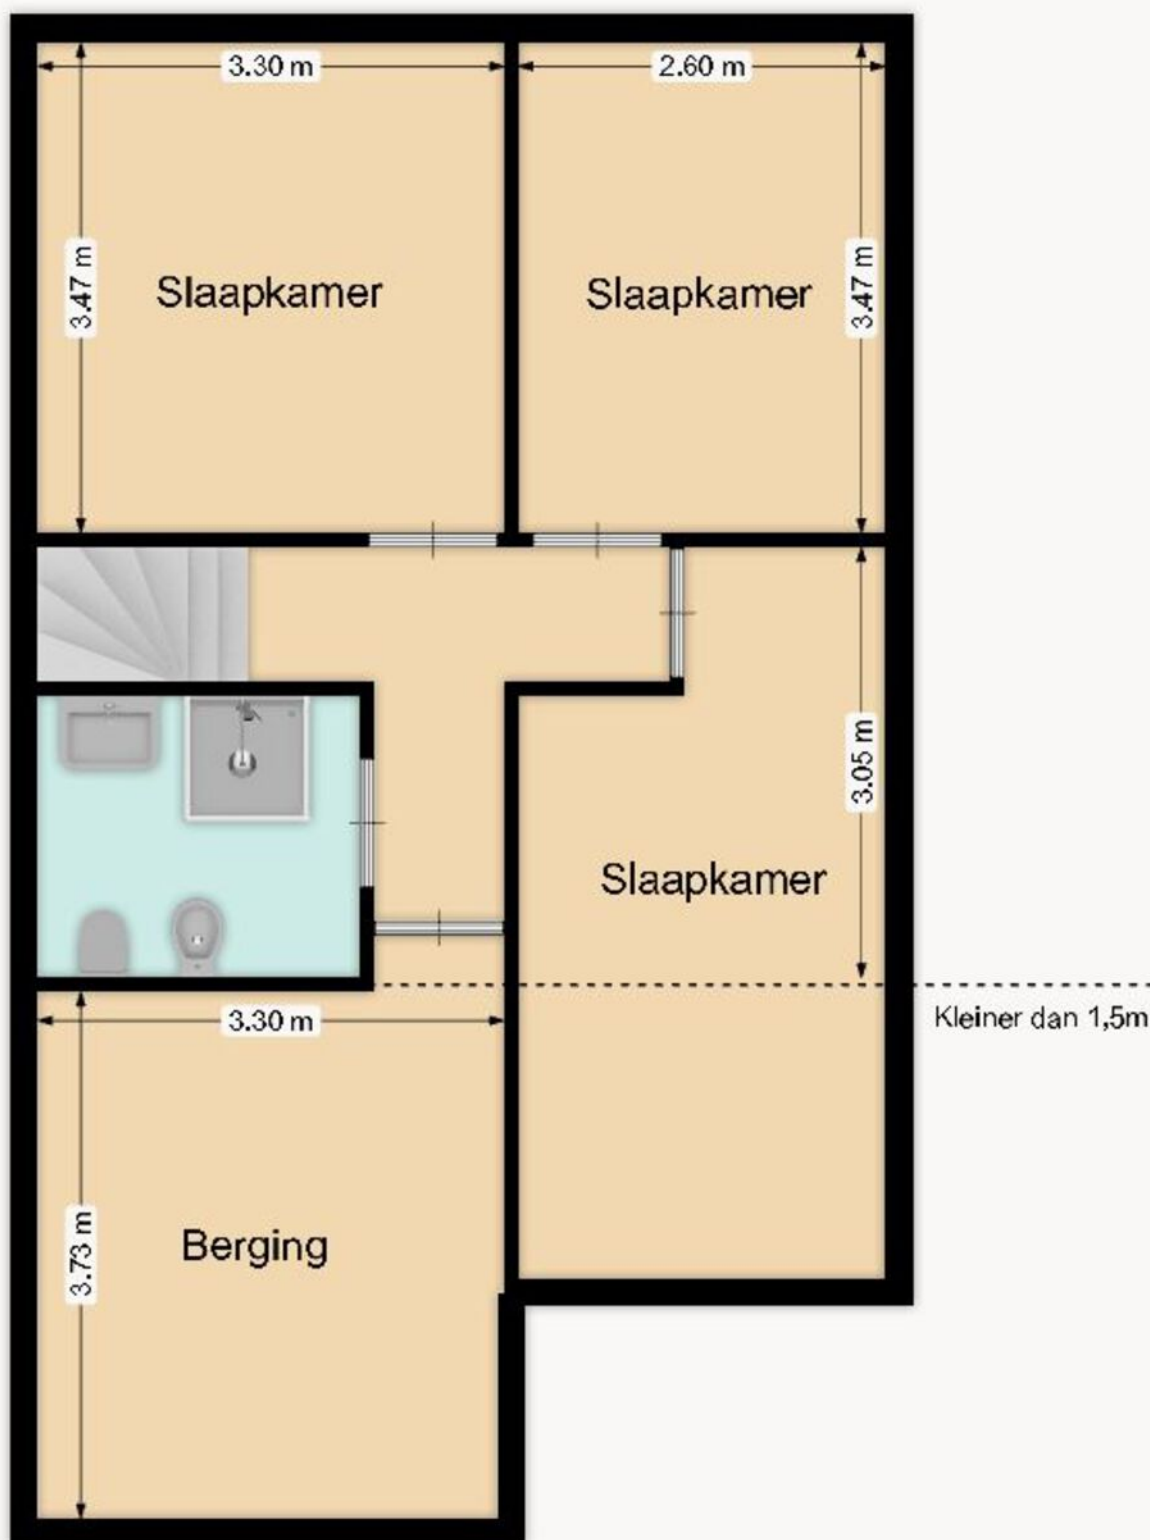 3.30 m
2.60 m
3.47 m
3.47 m
Slaapkamer
Slaapkamer
3.05 m
Slaapkamer
3.30 m
Kleiner dan 1,5m
3.73 m
Berging